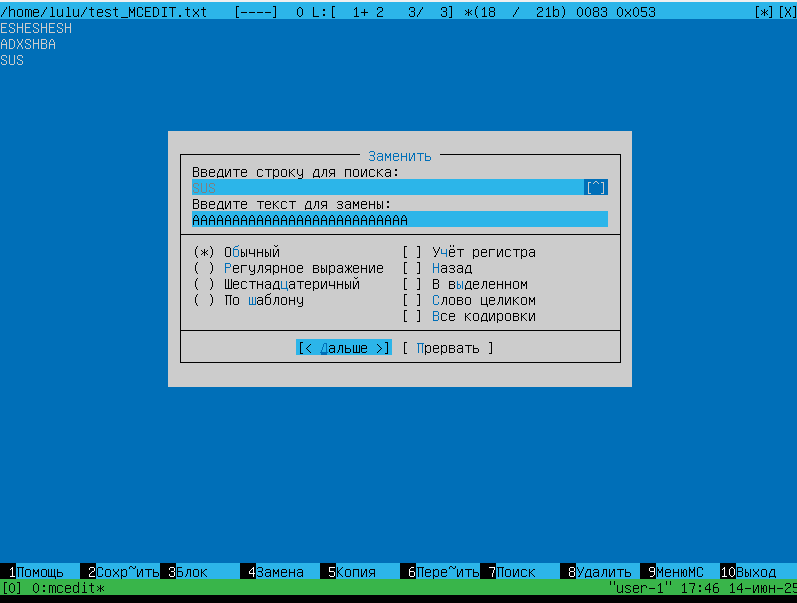 /home/lulu/test_MCEDIT.txt [----] 0 L:[ 1+ 2 3/ 3] *(18 / 21b) 0083 0x053 [*][X]
ESHESHESH
ADXSHBA
SUS
Заменить
Введите строку для поиска:
SUS [^]
Введите текст для замены:
AAAAAAAAAAAAAAAAAAAAAAAAAAA
(*) Обычный [ ] Учёт регистра
( ) Регулярное выражение [ ] Назад
( ) Шестнадцатеричный [ ] В выделенном
( ) По шаблону [ ] Слово целиком
[ ] Все кодировки
[< Дальше >] [ Прервать ]
1Помощь 2Сохр~ить 3Блок 4Замена 5Копия 6Пере~ить 7Поиск 8Удалить 9МенюMC 10Выход
[0] 0:mcedit* "user-1" 17:46 14-июн-25